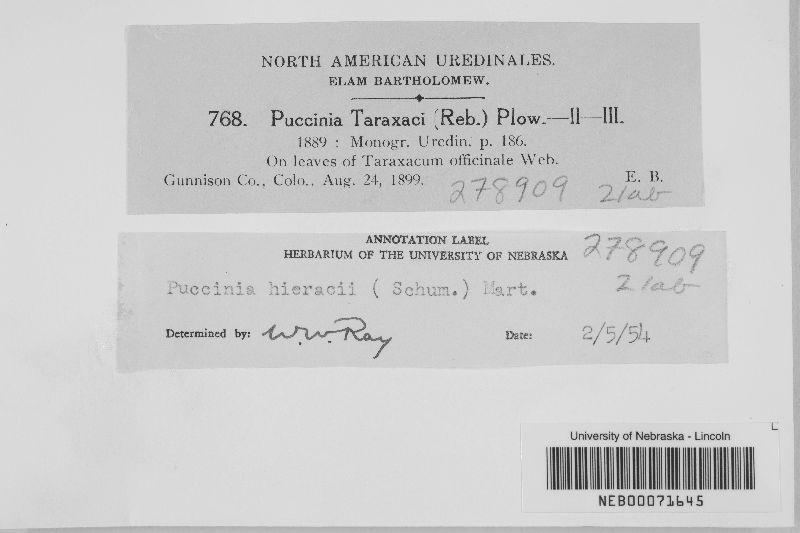 NORTH AMERICAN UREDINALES.
ELAM BARTHOLOMEW.
768. Puccinia Taraxaci (Reb.) Plow.—II—III.
1889 : Monogr. Uredin. p. 186.
On leaves of Taraxacum officinale Web.
Gunnison Co., Colo., Aug. 24, 1899. E. B.
278909 21ab
ANNOTATION LABEL
HERBARIUM OF THE UNIVERSITY OF NEBRASKA 278909
21ab
Puccinia hieracii ( Schum.) Mart.
Determined by: W.W. Ray Date: 2/5/54
University of Nebraska - Lincoln
NEB00071645